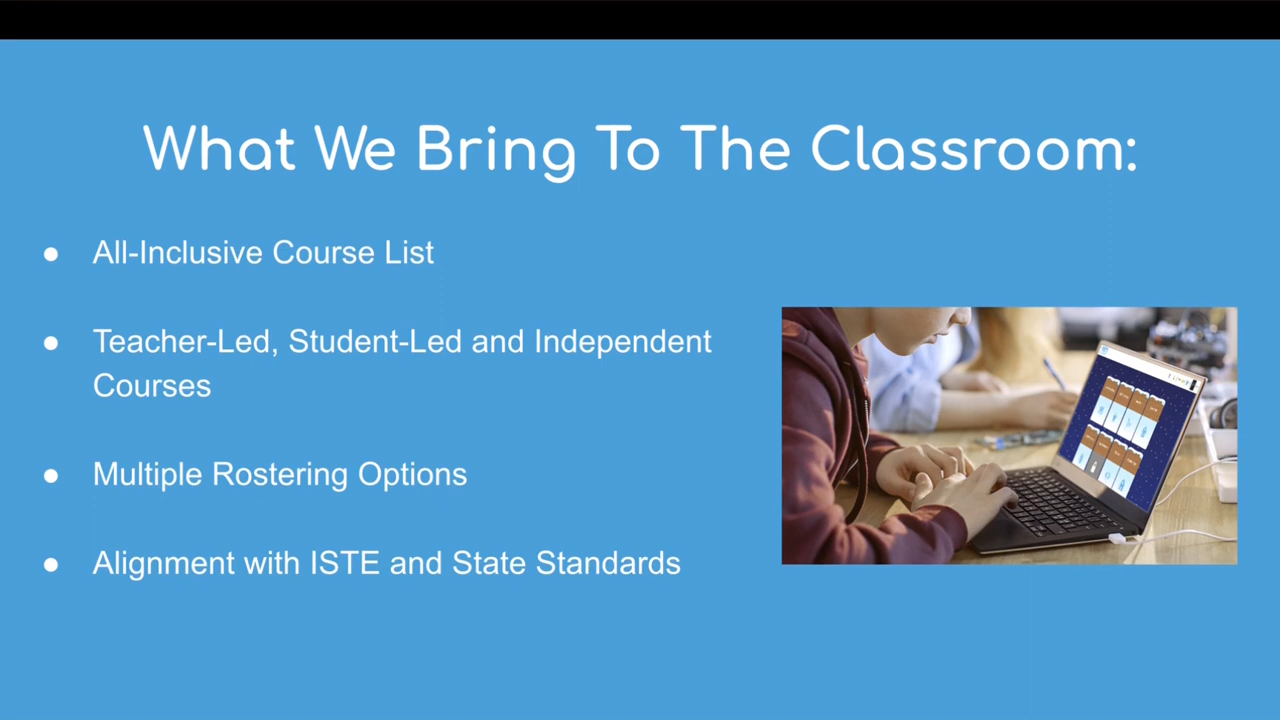 What We Bring To The Classroom:
● All-Inclusive Course List
● Teacher-Led, Student-Led and Independent
Courses
● Multiple Rostering Options
● Alignment with ISTE and State Standards